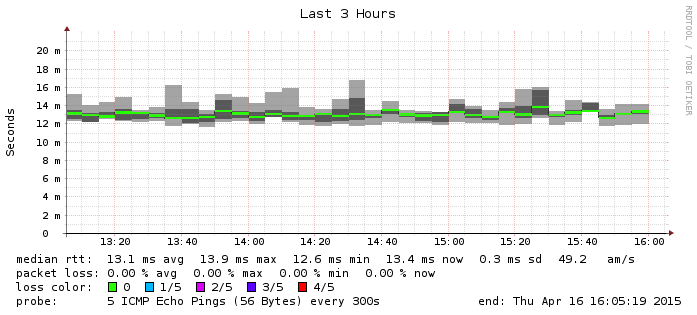 Last 3 Hours
RRDTOOL / TOBI OETIKER
Seconds
20 m
18 m
16 m
14 m
12 m
10 m
8 m
6 m
4 m
2 m
0
13:20 13:40 14:00 14:20 14:40 15:00 15:20 15:40 16:00
median rtt: 13.1 ms avg 13.9 ms max 12.6 ms min 13.4 ms now 0.3 ms sd 49.2 am/s
packet loss: 0.00 % avg 0.00 % max 0.00 % min 0.00 % now
loss color: 0 1/5 2/5 3/5 4/5
probe: 5 ICMP Echo Pings (56 Bytes) every 300s end: Thu Apr 16 16:05:19 2015